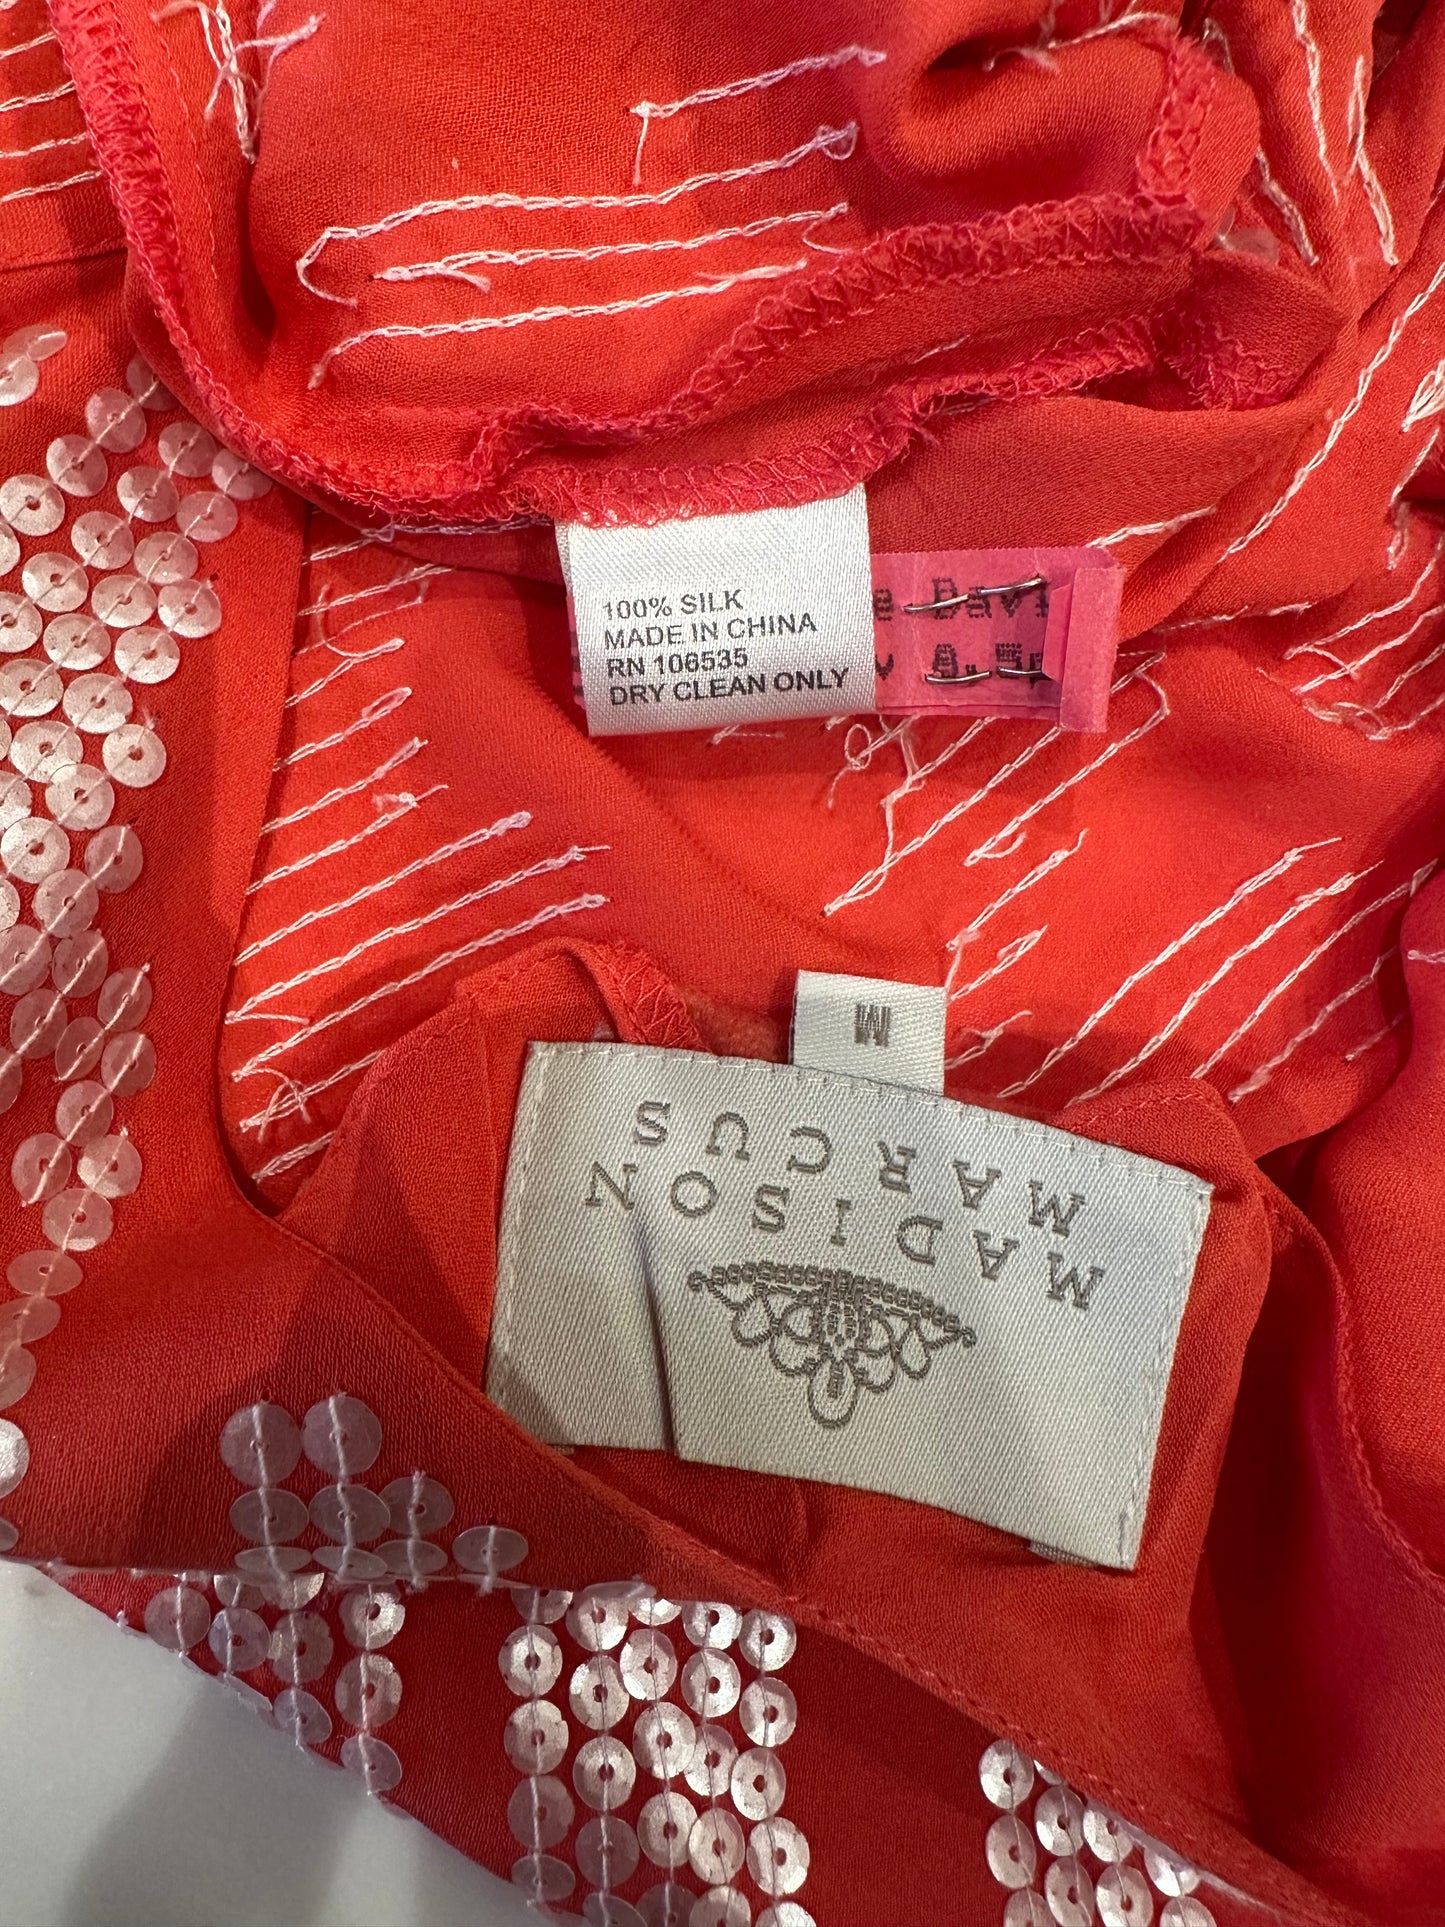 100% SILK
MADE IN CHINA
RN 106535
DRY CLEAN ONLY
M
MADISON
MARCUS